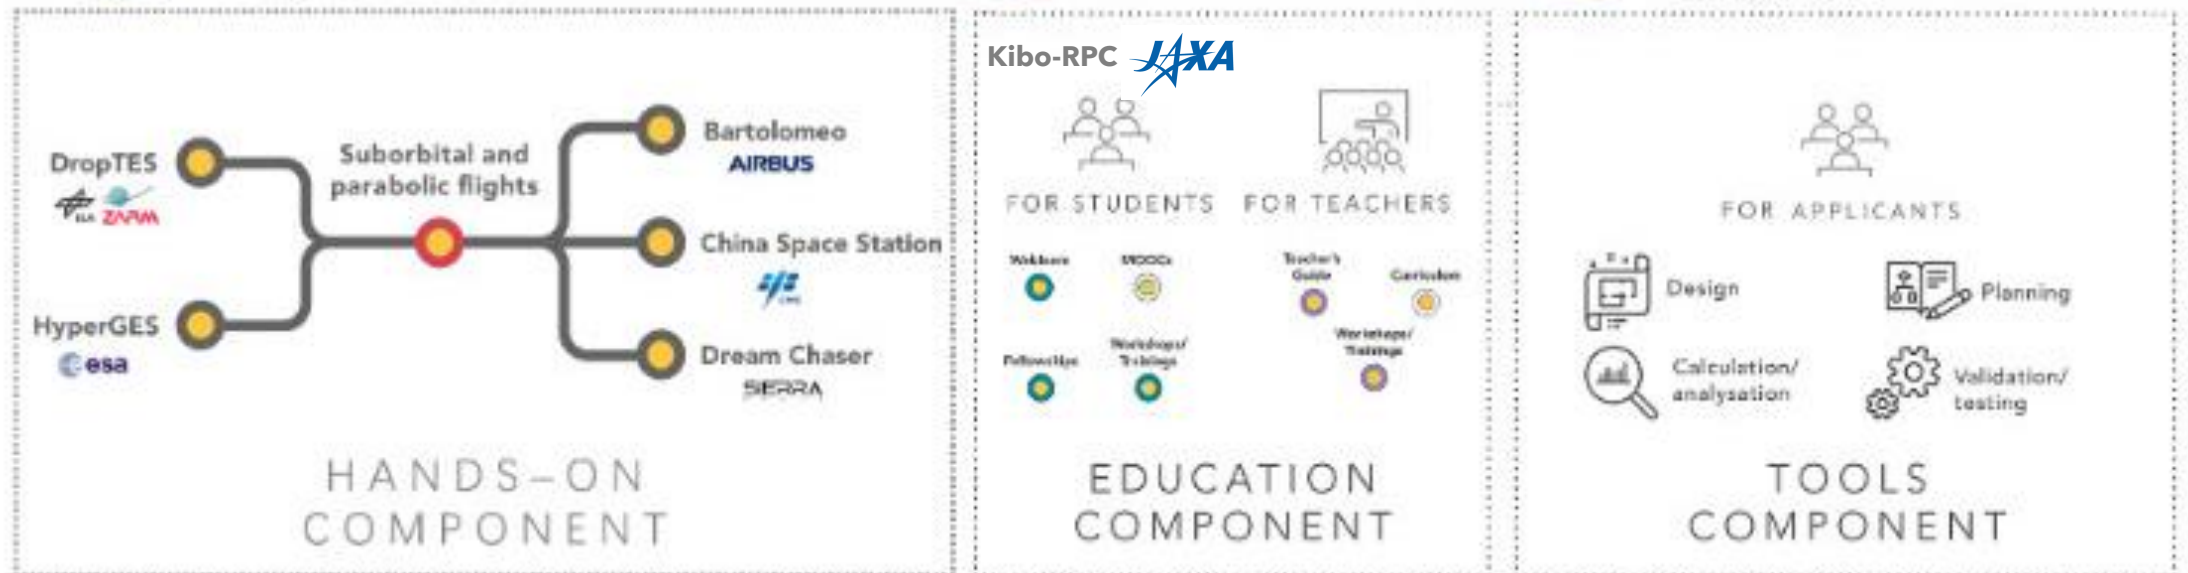 DropTES
ZARM
HyperGES
esa
Suborbital and
parabolic flights
Bartolomeo
AIRBUS
China Space Station
Dream Chaser
SIERRA
HANDS–ON
COMPONENT
Kibo-RPC JAXA
FOR STUDENTS
Webinars
MOOCs
Fellowships
Workshops/
Trainings
FOR TEACHERS
Teacher's
Guide
Curriculum
Workshops/
Trainings
EDUCATION
COMPONENT
FOR APPLICANTS
Design
Planning
Calculation/
analysation
Validation/
testing
TOOLS
COMPONENT